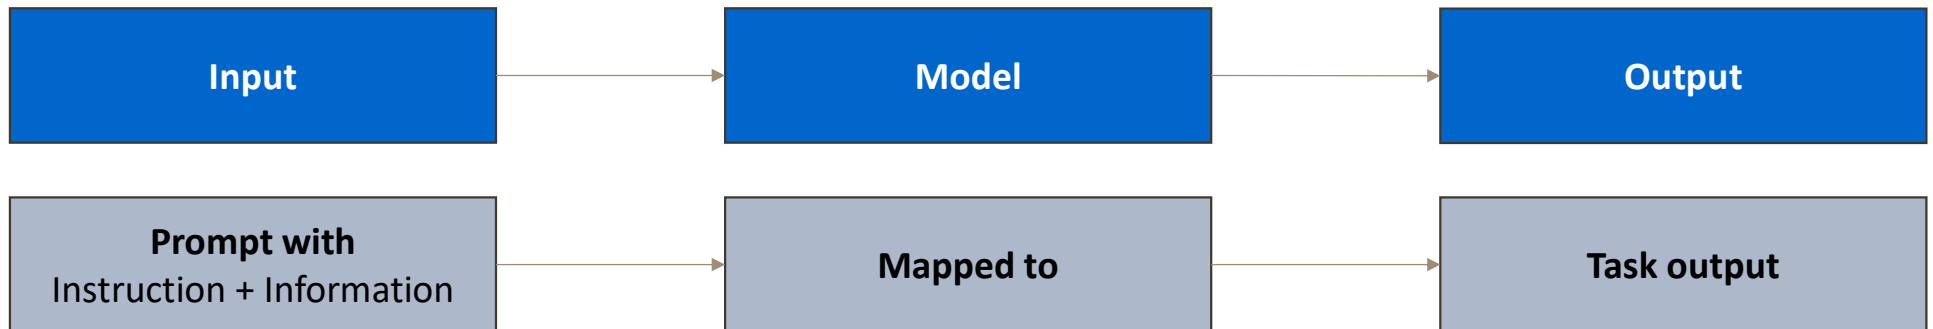 Input
Model
Output
Prompt with
Instruction + Information
Mapped to
Task output